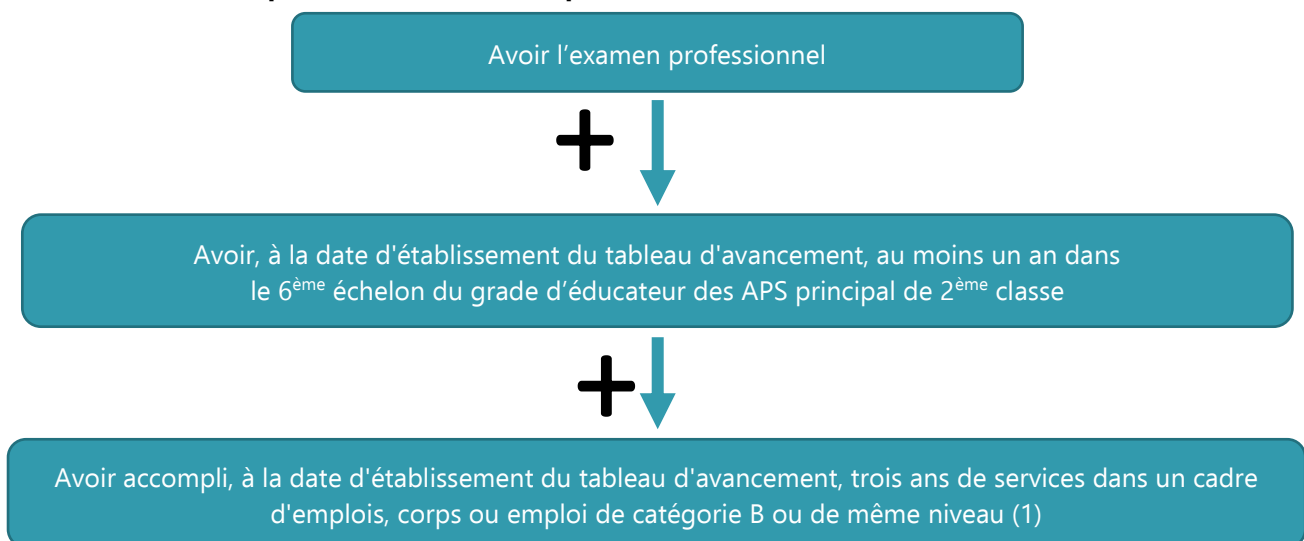 Avoir l’examen professionnel
+
Avoir, à la date d'établissement du tableau d'avancement, au moins un an dans
le 6ème échelon du grade d’éducateur des APS principal de 2ème classe
+
Avoir accompli, à la date d'établissement du tableau d'avancement, trois ans de services dans un cadre
d'emplois, corps ou emploi de catégorie B ou de même niveau (1)